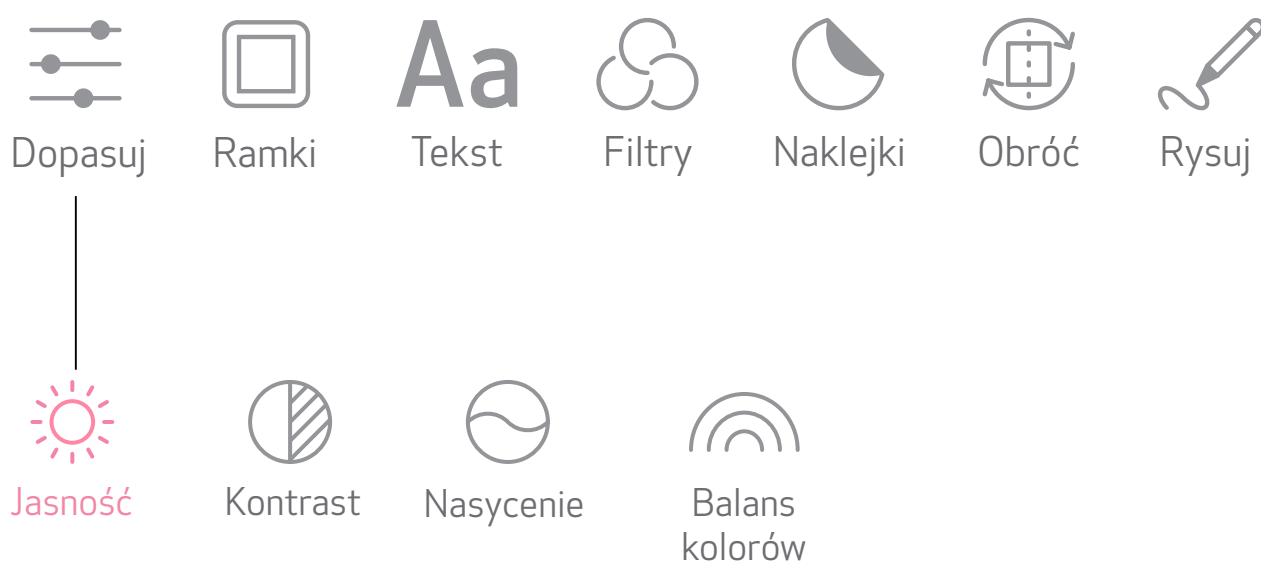 Aa
Dopasuj Ramki Tekst Filtry Naklejki Obróć Rysuj
Jasność Kontrast Nasycenie Balans
kolorów